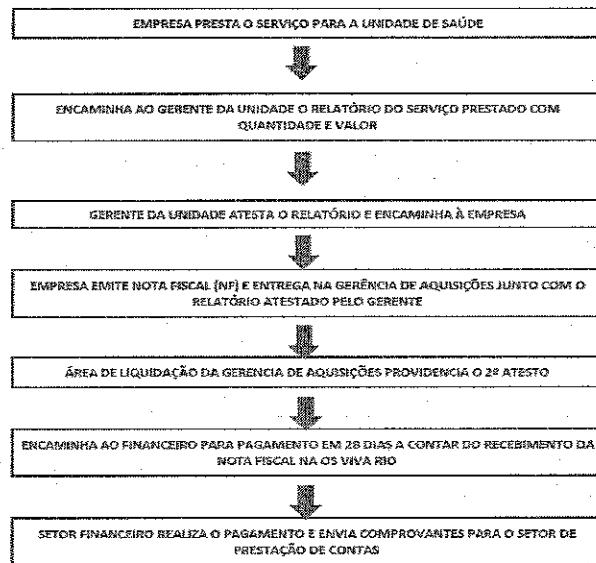 EMPRESA PRESTA O SERVIÇO PARA A UNIDADE DE SAÚDE
ENCAMINHA AO GERENTE DA UNIDADE O RELATÓRIO DO SERVIÇO PRESTADO COM
QUANTIDADE E VALOR
GERENTE DA UNIDADE ATESTA O RELATÓRIO E ENCAMINHA À EMPRESA
EMPRESA EMITE NOTA FISCAL (NF) E ENTREGA NA GERÊNCIA DE AQUISIÇÕES JUNTO COM O
RELATÓRIO ATESTADO PELO GERENTE
ÁREA DE LIQUIDAÇÃO DA GERENCIA DE AQUISIÇÕES PROVIDENCIA O 2º ATESTO
ENCAMINHA AO FINANCEIRO PARA PAGAMENTO EM 28 DIAS A CONTAR DO RECEBIMENTO DA
NOTA FISCAL NA OS VIVA RIO
SETOR FINANCEIRO REALIZA O PAGAMENTO E ENVIA COMPROVANTES PARA O SETOR DE
PRESTAÇÃO DE CONTAS